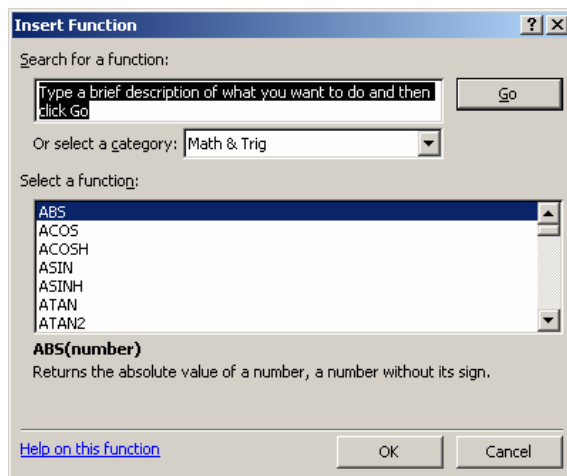 Insert Function
Search for a function:
Type a brief description of what you want to do and then
click Go
Go
Or select a category: Math & Trig
Select a function:
ABS
ACOS
ACOSH
ASIN
ASINH
ATAN
ATAN2
ABS(number)
Returns the absolute value of a number, a number without its sign.
Help on this function
OK
Cancel